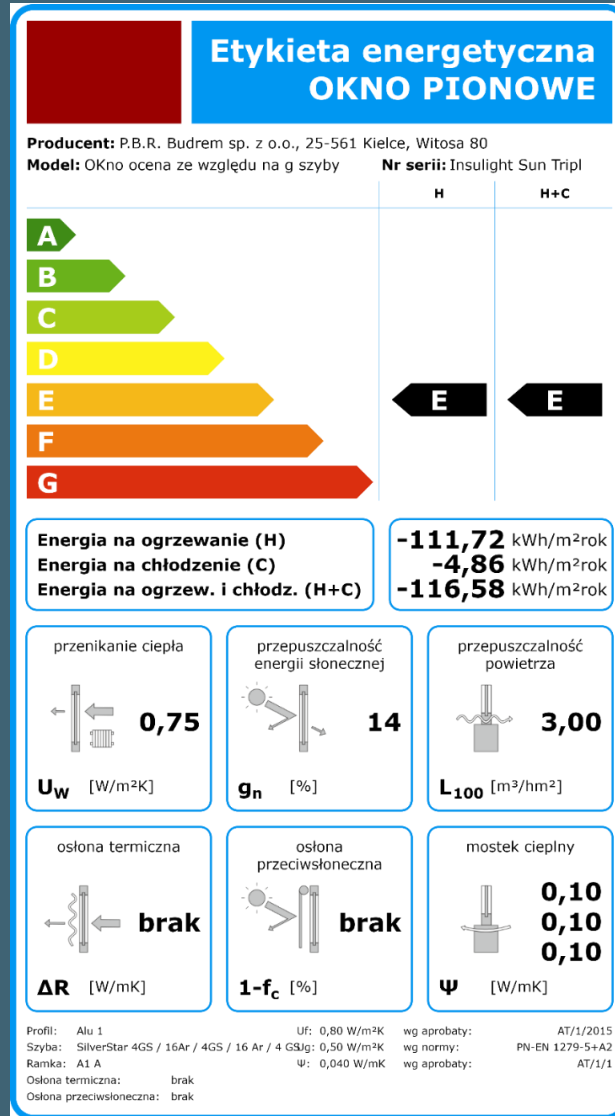 Etykieta energetyczna
OKNO PIONOWE
Producent: P.B.R. Budrem sp. z o.o., 25-561 Kielce, Witosa 80
Model: OKno ocena ze względu na g szyby Nr serii: Insulight Sun Tripl
H H+C
A
B
C
D
E E E
F
G
Energia na ogrzewanie (H) -111,72 kWh/m²rok
Energia na chłodzenie (C) -4,86 kWh/m²rok
Energia na ogrzew. i chłodz. (H+C) -116,58 kWh/m²rok
przenikanie ciepła
0,75
Uw [W/m²K]
przepuszczalność
energii słonecznej
14
gn [%]
przepuszczalność
powietrza
3,00
L100 [m³/hm²]
osłona termiczna
brak
ΔR [W/mK]
osłona
przeciwsłoneczna
brak
1-fc [%]
mostek cieplny
0,10
0,10
0,10
Ψ [W/mK]
Profil: Alu 1 Uf: 0,80 W/m²K wg aprobaty: AT/1/2015
Szyba: SilverStar 4GS / 16Ar / 4GS / 16 Ar / 4 GS Ug: 0,50 W/m²K wg normy: PN-EN 1279-5+A2
Ramka: A1 A Ψ: 0,040 W/mK wg aprobaty: AT/1/1
Osłona termiczna: brak
Osłona przeciwsłoneczna: brak